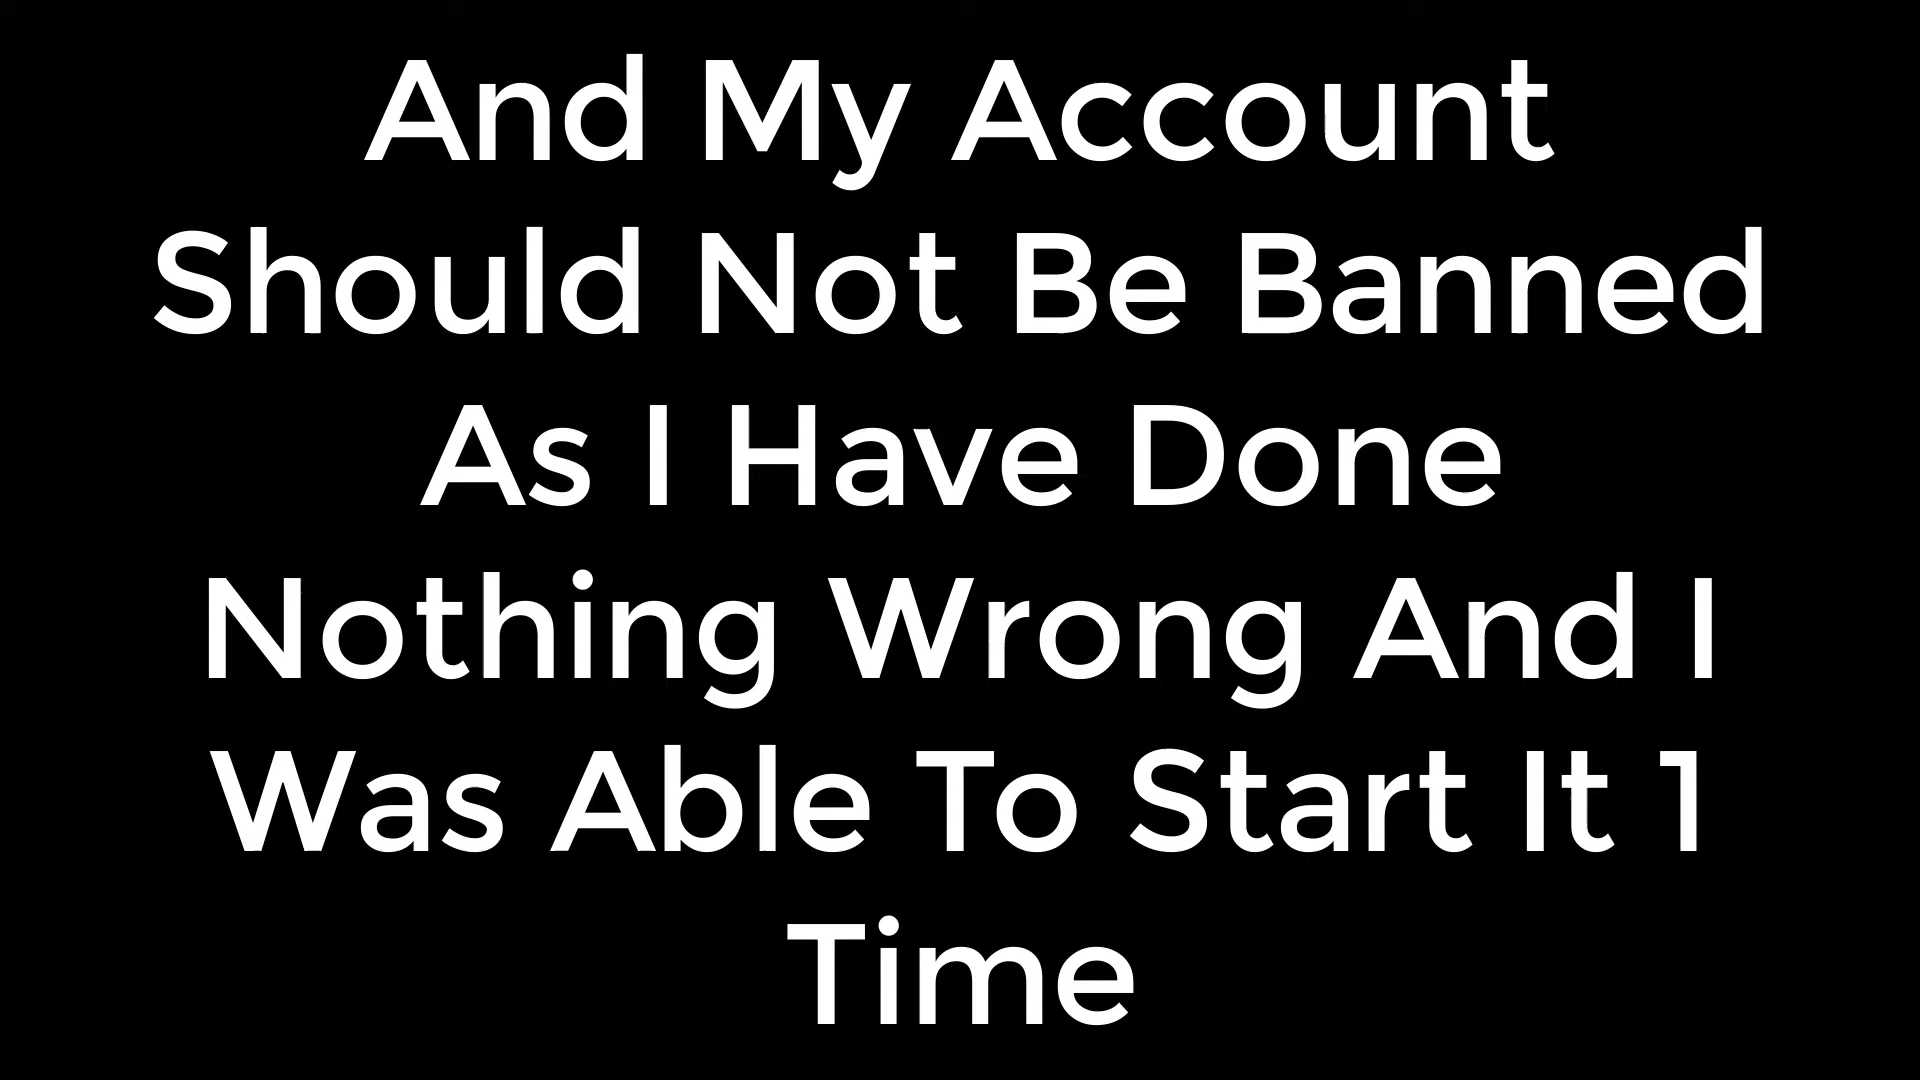 And My Account
Should Not Be Banned
As I Have Done
Nothing Wrong And I
Was Able To Start It 1
Time